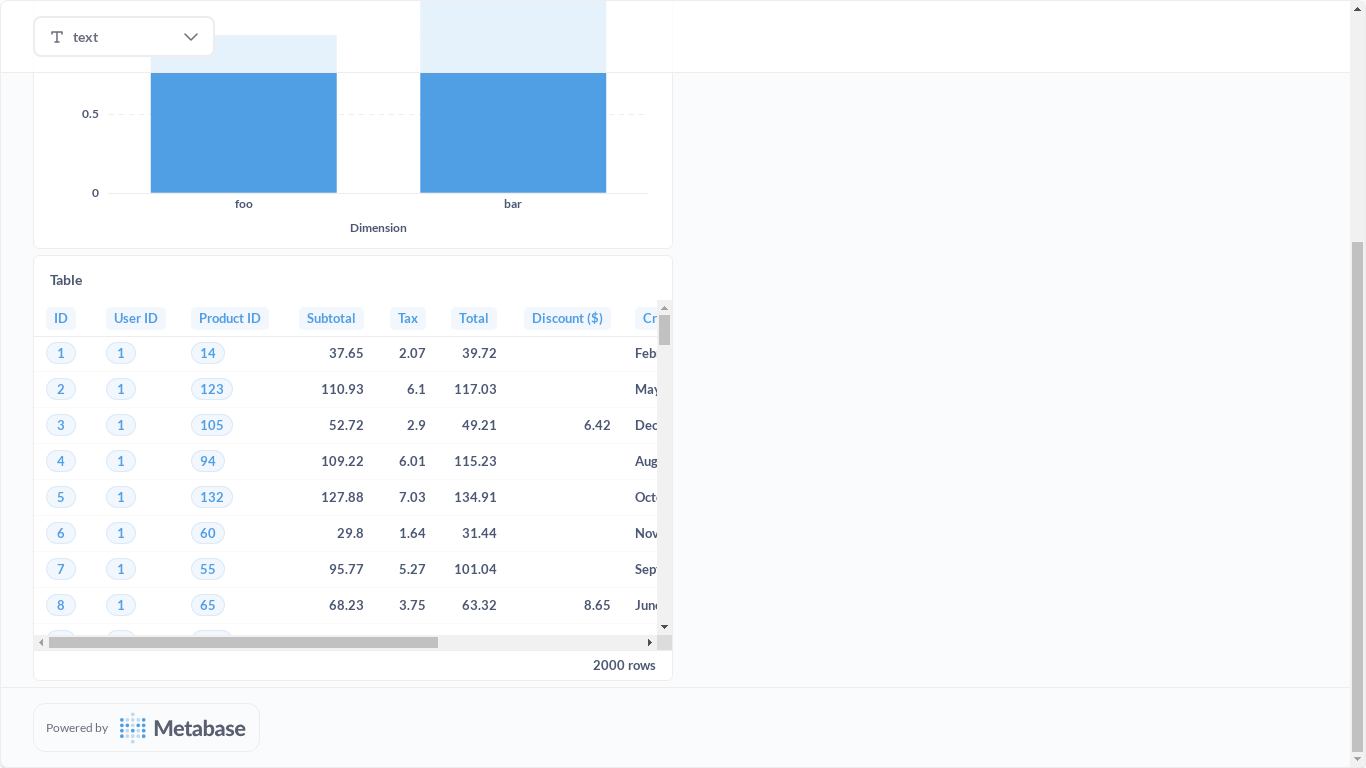 text
0.5
0
foo bar
Dimension
Table
ID User ID Product ID Subtotal Tax Total Discount ($) Cr
1 1 14 37.65 2.07 39.72 Feb
2 1 123 110.93 6.1 117.03 May
3 1 105 52.72 2.9 49.21 6.42 Dec
4 1 94 109.22 6.01 115.23 Aug
5 1 132 127.88 7.03 134.91 Oct
6 1 60 29.8 1.64 31.44 Nov
7 1 55 95.77 5.27 101.04 Sep
8 1 65 68.23 3.75 63.32 8.65 June
2000 rows
Powered by Metabase